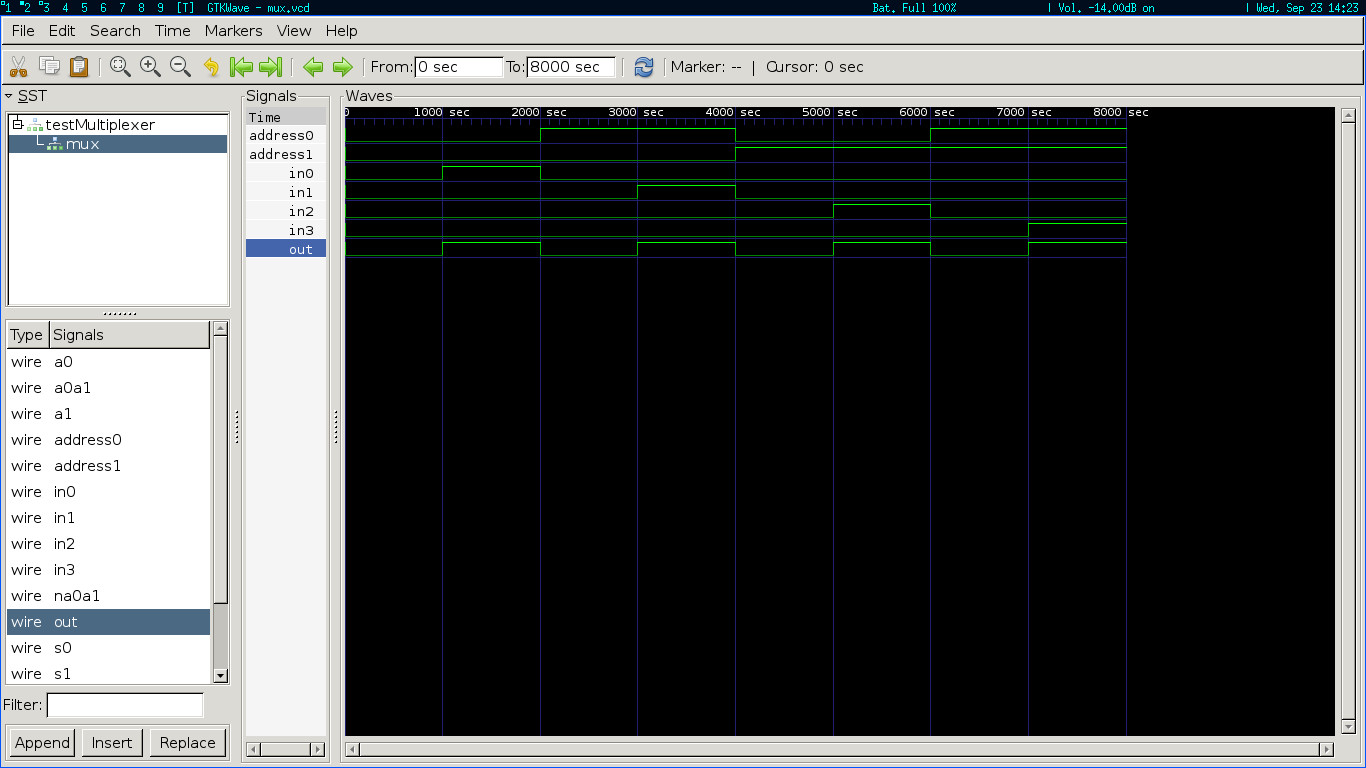 1 2 3 4 5 6 7 8 9 [T] GTKWave - mux.vcd Bat. Full 100% | Vol. -14.00dB on | Wed, Sep 23 14:23
File Edit Search Time Markers View Help
From: 0 sec To: 8000 sec Marker: -- | Cursor: 0 sec
SST
testMultiplexer
mux
Type Signals
wire a0
wire a0a1
wire a1
wire address0
wire address1
wire in0
wire in1
wire in2
wire in3
wire na0a1
wire out
wire s0
wire s1
Filter:
Append Insert Replace
Signals
Time
address0
address1
in0
in1
in2
in3
out
Waves
0 1000 sec 2000 sec 3000 sec 4000 sec 5000 sec 6000 sec 7000 sec 8000 sec